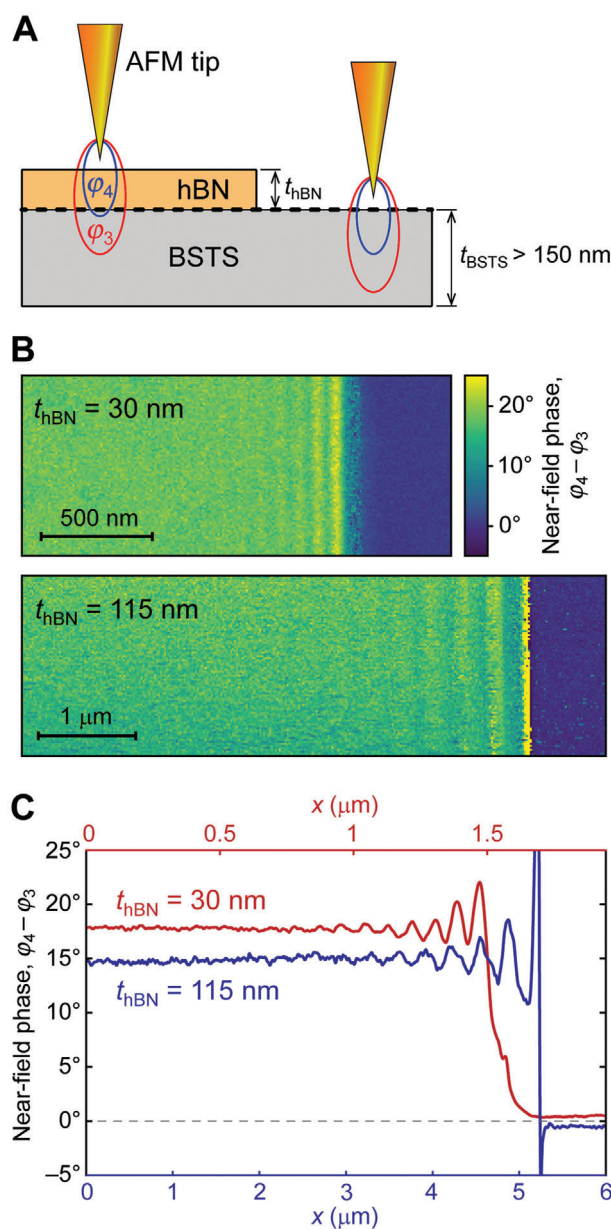 A
AFM tip
φ4
hBN
thBN
φ3
BSTS
tBSTS > 150 nm
B
thBN = 30 nm
500 nm
20°
10°
0°
Near-field phase,
φ4 – φ3
thBN = 115 nm
1 μm
C
x (μm)
0 0.5 1 1.5
25°
20°
15°
10°
5°
0°
–5°
Near-field phase, φ4 – φ3
thBN = 30 nm
thBN = 115 nm
0 1 2 3 4 5 6
x (μm)